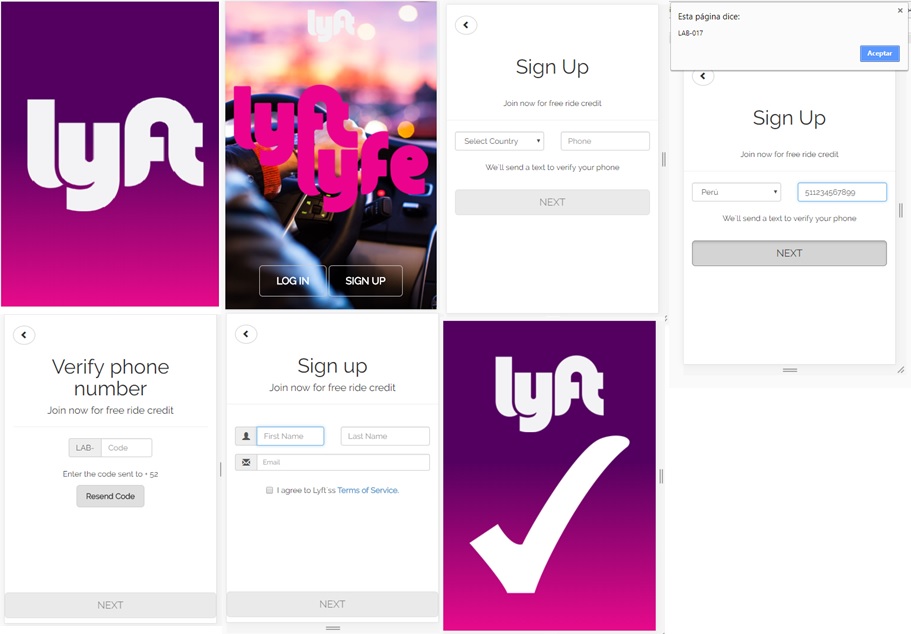 lyft
lyft
lyft
lyfe
LOG IN
SIGN UP
Sign Up
Join now for free ride credit
Select Country
Phone
We'll send a text to verify your phone
NEXT
Esta página dice:
LAB-017
Aceptar
Sign Up
Join now for free ride credit
Perú
511234567899
We'll send a text to verify your phone
NEXT
Verify phone
number
Join now for free ride credit
LAB- Code
Enter the code sent to + 52
Resend Code
NEXT
Sign up
Join now for free ride credit
First Name
Last Name
Email
I agree to Lyft ss Terms of Service.
NEXT
lyft